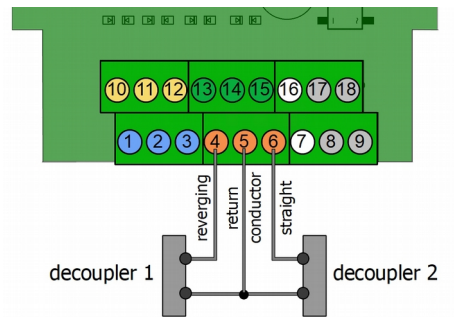 10 11 12 13 14 15 16 17 18
1 2 3 4 5 6 7 8 9
reverging
return
conductor
straight
decoupler 1
decoupler 2